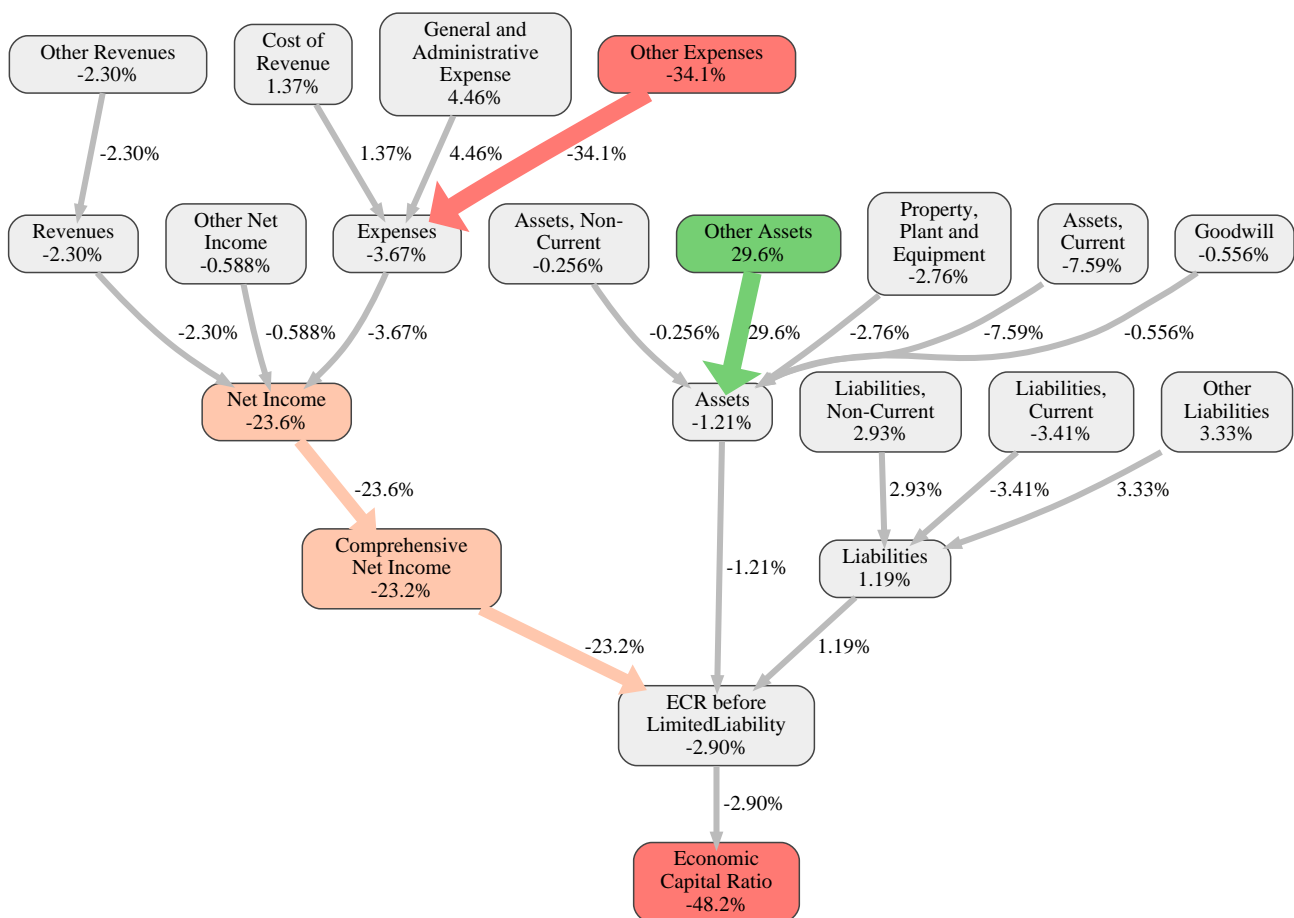 Other Revenues
-2.30%
Cost of
Revenue
1.37%
General and
Administrative
Expense
4.46%
Other Expenses
-34.1%
-2.30%
1.37%
4.46%
-34.1%
Revenues
-2.30%
Other Net
Income
-0.588%
Expenses
-3.67%
Assets, Non-
Current
-0.256%
Other Assets
29.6%
Property,
Plant and
Equipment
-2.76%
Assets,
Current
-7.59%
Goodwill
-0.556%
-2.30%
-0.588%
-3.67%
-0.256%
29.6%
-2.76%
-7.59%
-0.556%
Net Income
-23.6%
Assets
-1.21%
Liabilities,
Non-Current
2.93%
Liabilities,
Current
-3.41%
Other
Liabilities
3.33%
-23.6%
2.93%
-3.41%
3.33%
Comprehensive
Net Income
-23.2%
-1.21%
Liabilities
1.19%
-23.2%
1.19%
ECR before
LimitedLiability
-2.90%
-2.90%
Economic
Capital Ratio
-48.2%